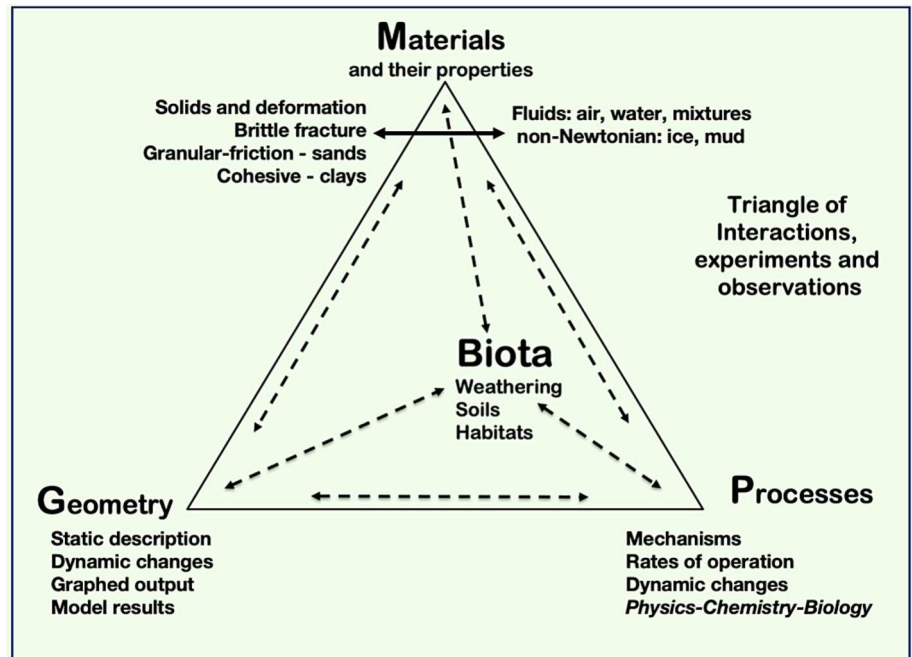 Materials
and their properties
Solids and deformation
Brittle fracture
Granular-friction - sands
Cohesive - clays
Fluids: air, water, mixtures
non-Newtonian: ice, mud
Triangle of
Interactions,
experiments and
observations
Biota
Weathering
Soils
Habitats
Geometry
Static description
Dynamic changes
Graphed output
Model results
Processes
Mechanisms
Rates of operation
Dynamic changes
Physics-Chemistry-Biology